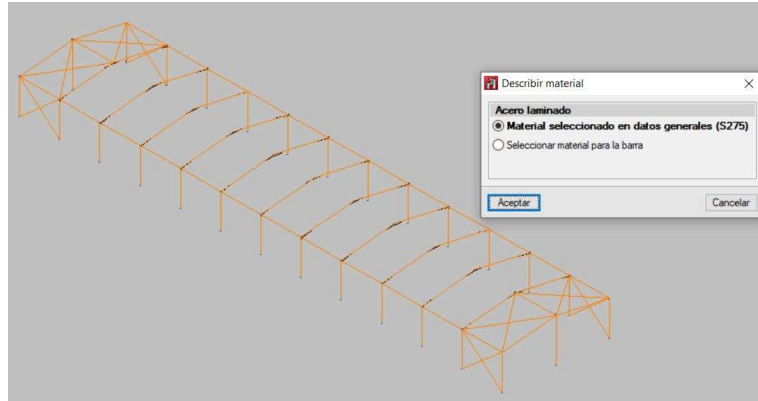 Describir material
Acero laminado
Material seleccionado en datos generales (S275)
Seleccionar material para la barra
Aceptar
Cancelar